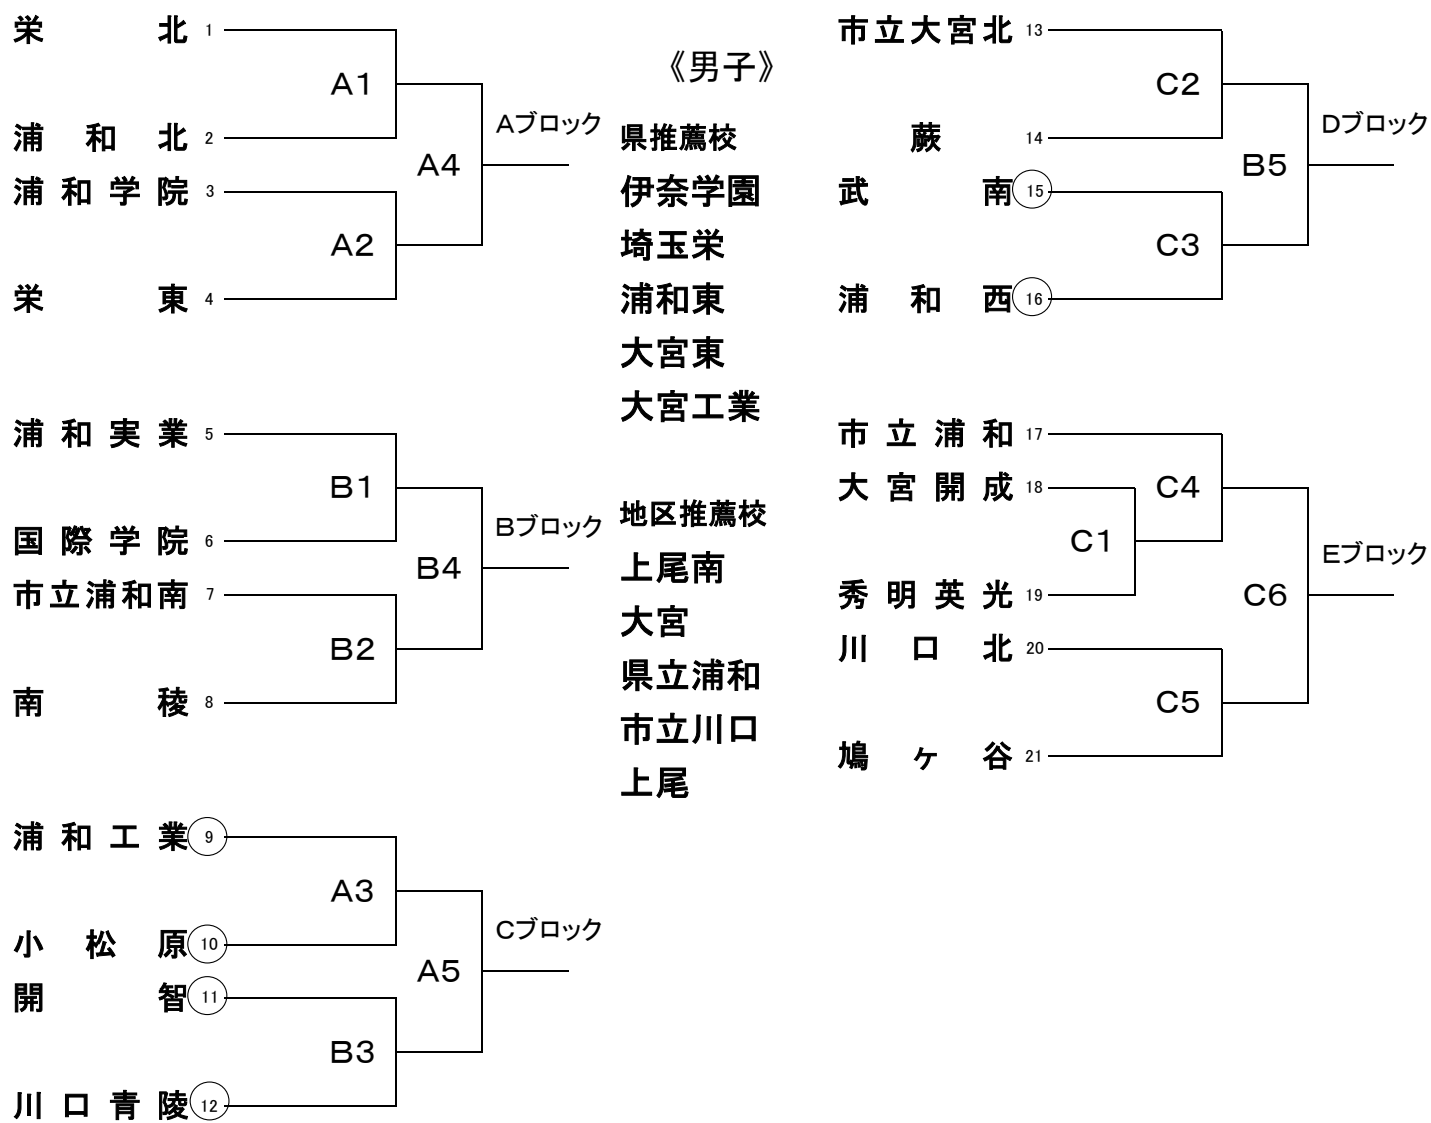 《男子》
栄北 1
A1
浦和北 2
Aブロック
A4
浦和学院 3
A2
栄東 4
浦和実業 5
B1
国際学院 6
Bブロック
B4
市立浦和南 7
B2
南稜 8
浦和工業 9
A3
小松原 10
Cブロック
A5
開智 11
B3
川口青陵 12
県推薦校
伊奈学園
埼玉栄
浦和東
大宮東
大宮工業
地区推薦校
上尾南
大宮
県立浦和
市立川口
上尾
市立大宮北 13
C2
蕨 14
Dブロック
B5
武南 15
C3
浦和西 16
市立浦和 17
大宮開成 18
C4
C1
Eブロック
秀明英光 19
C6
川口北 20
C5
鳩ヶ谷 21